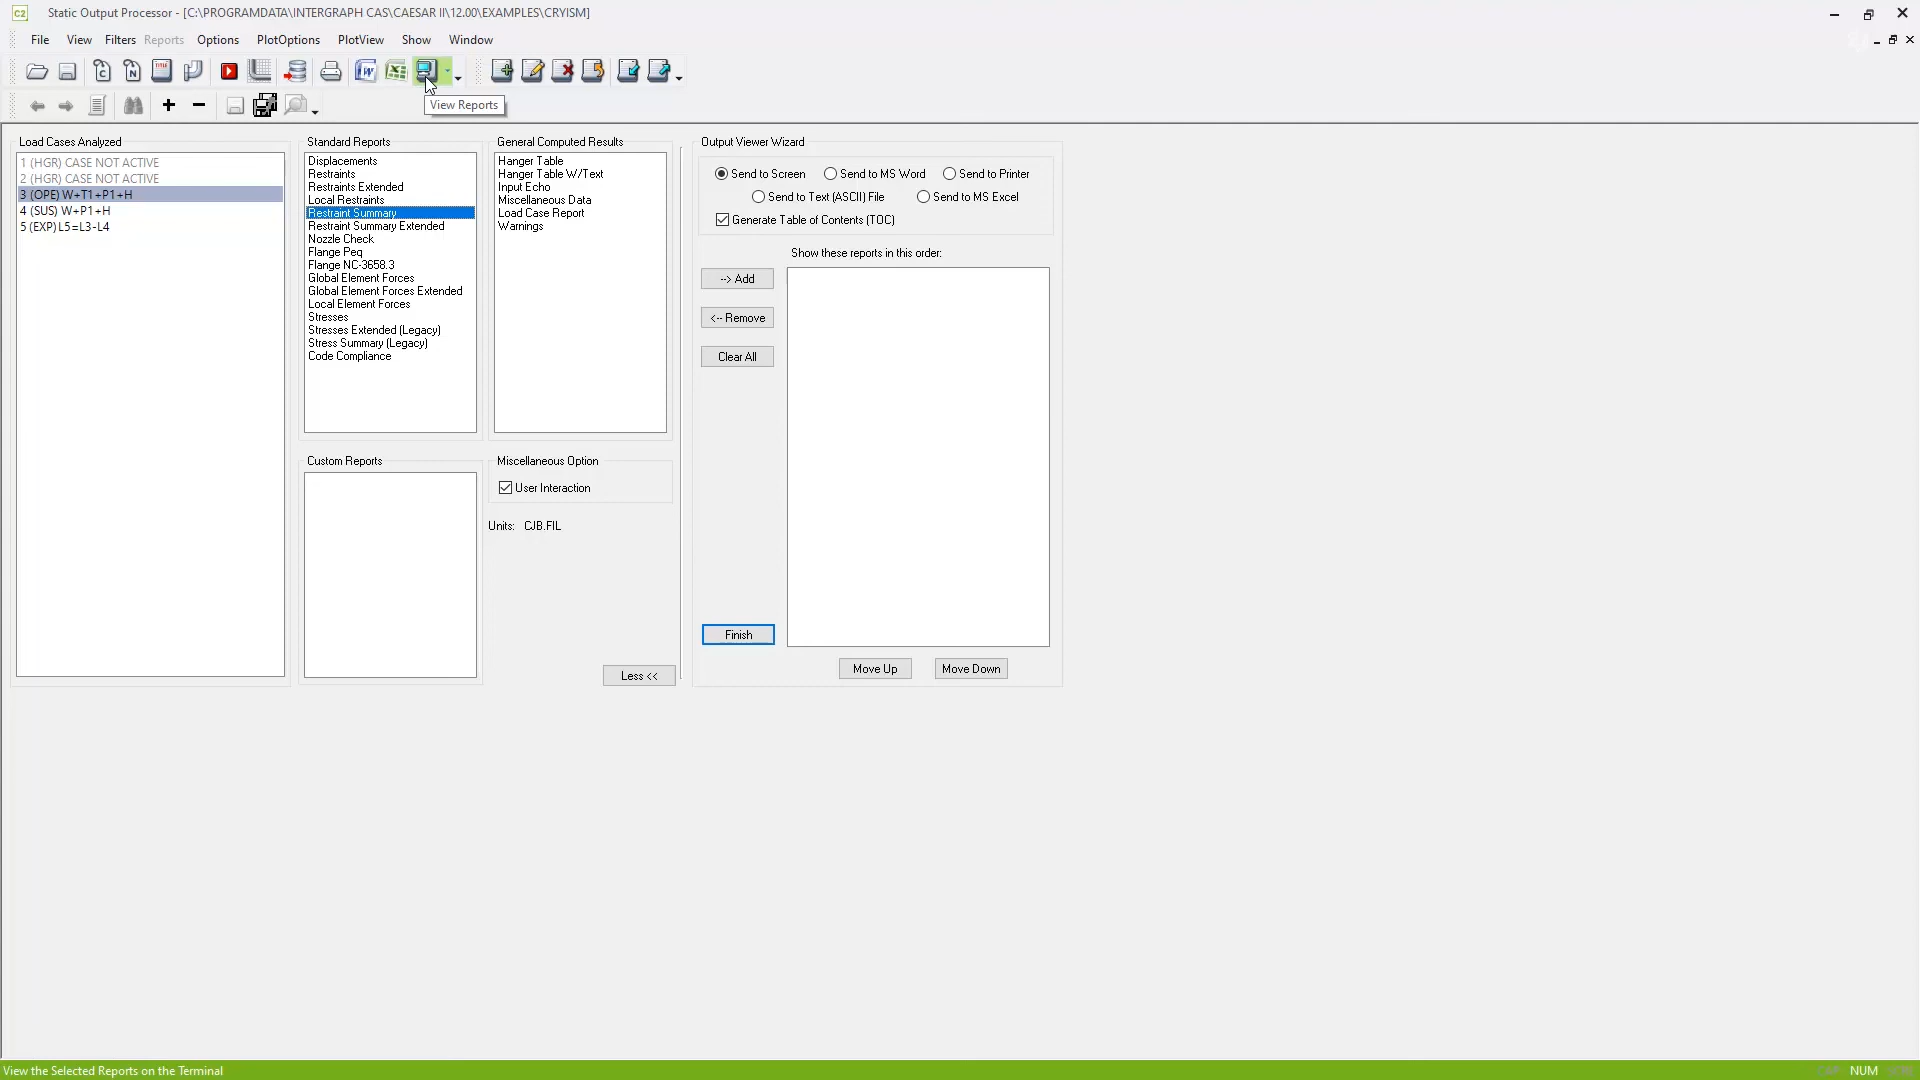 Static Output Processor - [C:\PROGRAMDATA\INTERGRAPH CAS\CAESAR II\12.00\EXAMPLES\CRYISM]
File View Filters Reports Options PlotOptions PlotView Show Window
View Reports
Load Cases Analyzed
1 (HGR) CASE NOT ACTIVE
2 (HGR) CASE NOT ACTIVE
3 (OPE) W+T1+P1+H
4 (SUS) W+P1+H
5 (EXP) L5=L3-L4
Standard Reports
Displacements
Restraints
Restraints Extended
Local Restraints
Restraint Summary
Restraint Summary Extended
Nozzle Check
Flange Peq
Flange NC-3658.3
Global Element Forces
Global Element Forces Extended
Local Element Forces
Stresses
Stresses Extended (Legacy)
Stress Summary (Legacy)
Code Compliance
General Computed Results
Hanger Table
Hanger Table W/Text
Input Echo
Miscellaneous Data
Load Case Report
Warnings
Custom Reports
Miscellaneous Option
User Interaction
Units: CJB.FIL
Less <<
Output Viewer Wizard
Send to Screen Send to MS Word Send to Printer
Send to Text (ASCII) File Send to MS Excel
Generate Table of Contents (TOC)
Show these reports in this order:
--> Add
<-- Remove
Clear All
Finish
Move Up Move Down
View the Selected Reports on the Terminal
CAP NUM